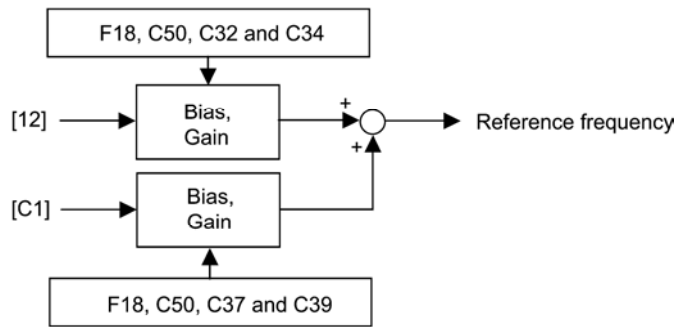 F18, C50, C32 and C34
[12]
Bias,
Gain
+
+
Reference frequency
[C1]
Bias,
Gain
F18, C50, C37 and C39